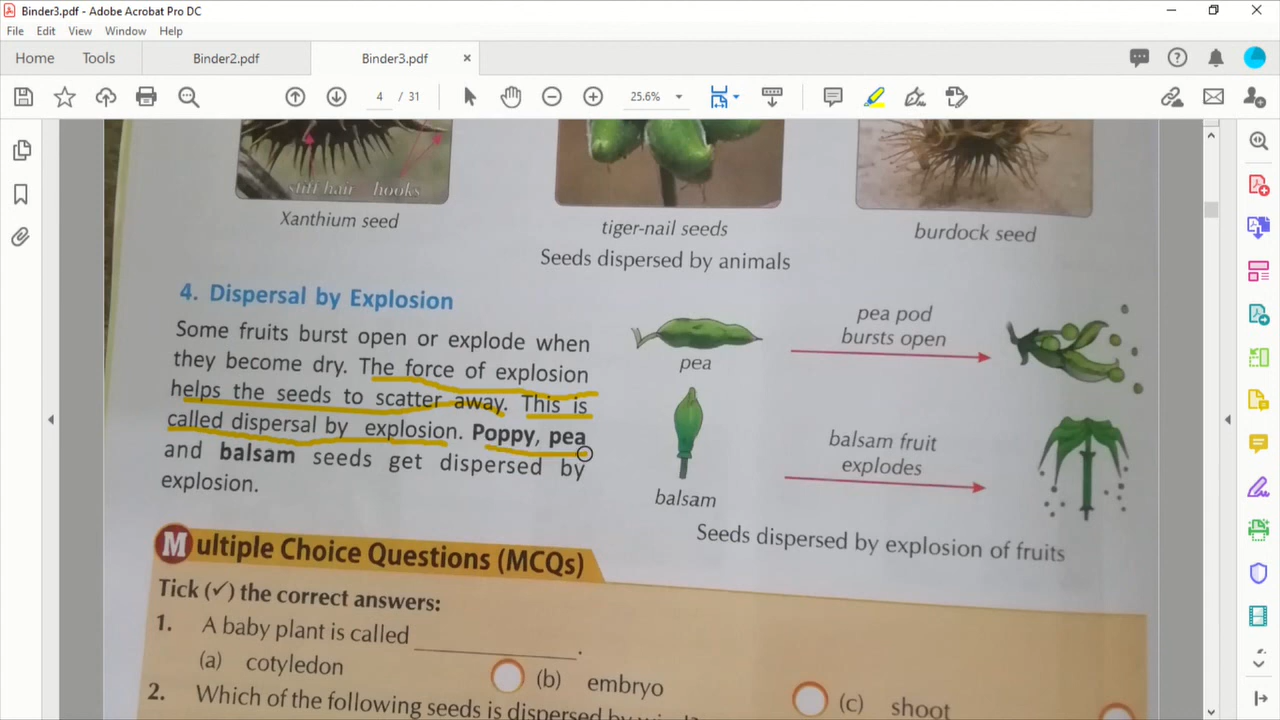 Binder3.pdf - Adobe Acrobat Pro DC
File Edit View Window Help
Home Tools Binder2.pdf Binder3.pdf ×
4 / 31 25.6%
stiff hair hooks
Xanthium seed
tiger-nail seeds
burdock seed
Seeds dispersed by animals
4. Dispersal by Explosion
Some fruits burst open or explode when
they become dry. The force of explosion
helps the seeds to scatter away. This is
called dispersal by explosion. Poppy, pea
and balsam seeds get dispersed by
explosion.
pea
pea pod
bursts open
balsam
balsam fruit
explodes
Seeds dispersed by explosion of fruits
Multiple Choice Questions (MCQs)
Tick (✓) the correct answers:
1. A baby plant is called ____________.
(a) cotyledon (b) embryo (c) shoot
2. Which of the following seeds is dispersed by wind?